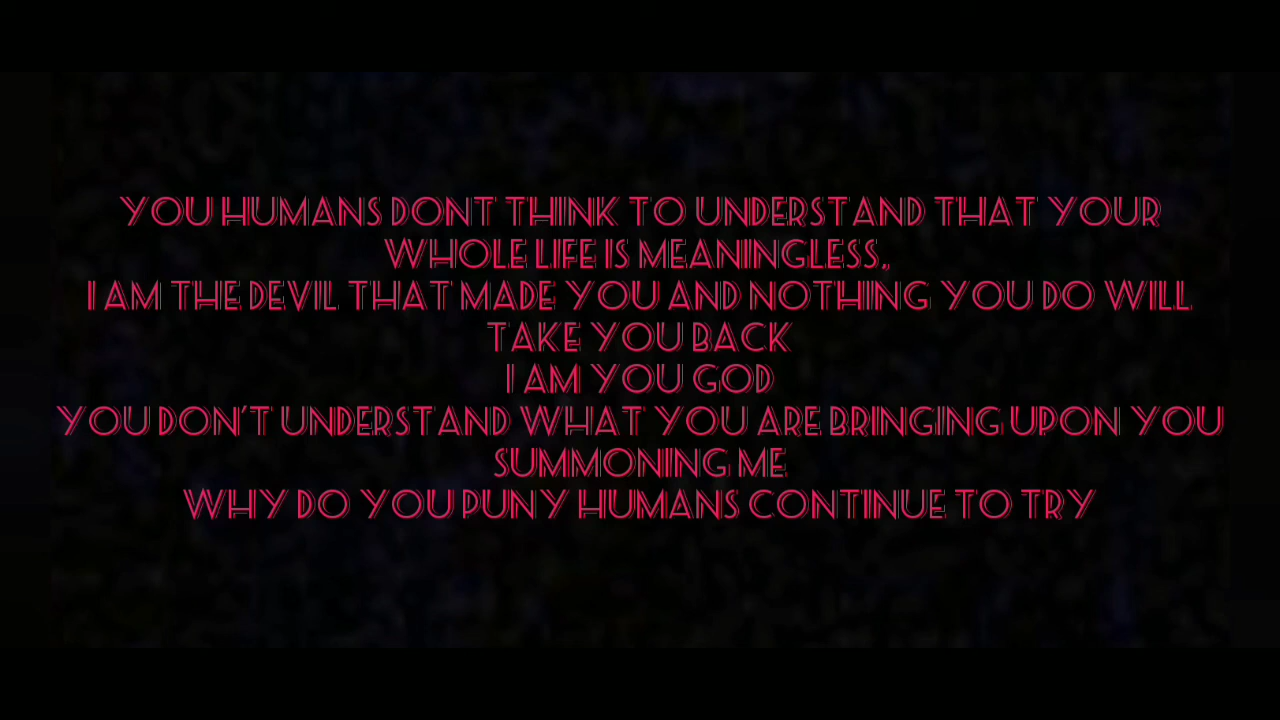 YOU HUMANS DONT THINK TO UNDERSTAND THAT YOUR
WHOLE LIFE IS MEANINGLESS,
I AM THE DEVIL THAT MADE YOU AND NOTHING YOU DO WILL
TAKE YOU BACK
I AM YOU GOD
YOU DON'T UNDERSTAND WHAT YOU ARE BRINGING UPON YOU
SUMMONING ME
WHY DO YOU PUNY HUMANS CONTINUE TO TRY